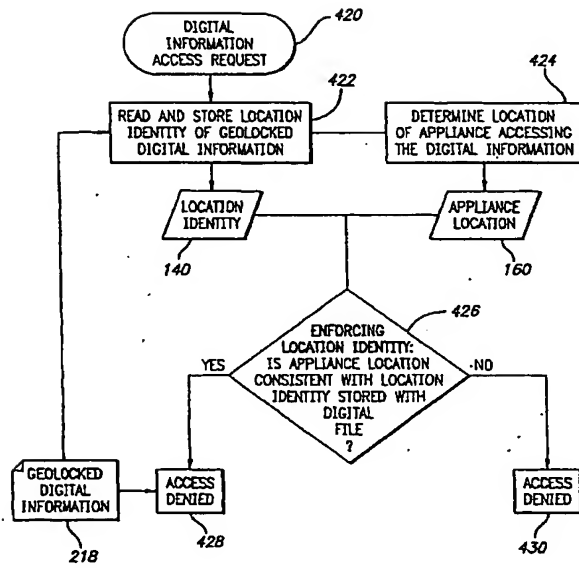 DIGITAL
INFORMATION
ACCESS REQUEST
420
422
424
READ AND STORE LOCATION
IDENTITY OF GEOLOCKED
DIGITAL INFORMATION
DETERMINE LOCATION
OF APPLIANCE ACCESSING
THE DIGITAL INFORMATION
LOCATION
IDENTITY
140
APPLIANCE
LOCATION
160
426
ENFORCING
LOCATION IDENTITY:
IS APPLIANCE LOCATION
CONSISTENT WITH LOCATION
IDENTITY STORED WITH
DIGITAL
FILE
?
YES
NO
GEOLOCKED
DIGITAL
INFORMATION
218
ACCESS
DENIED
428
ACCESS
DENIED
430